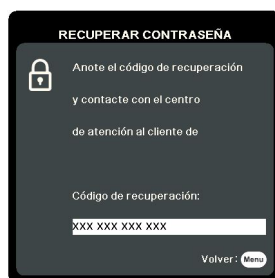 RECUPERAR CONTRASEÑA
Anote el código de recuperación
y contacte con el centro
de atención al cliente de
Código de recuperación:
XXX XXX XXX XXX
Volver: Menu